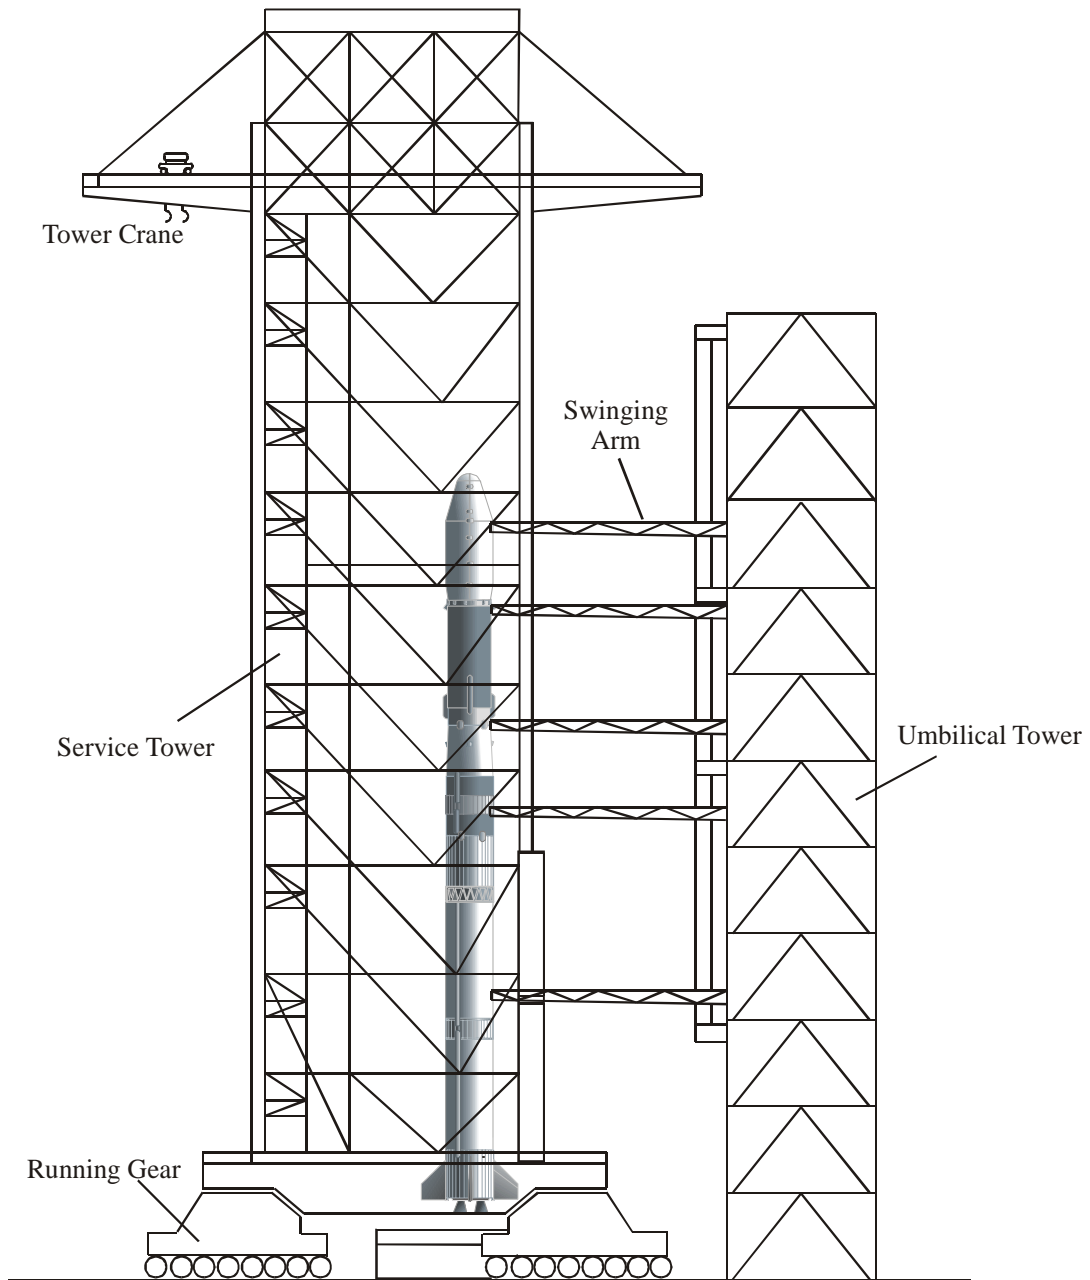 Tower Crane
Swinging
Arm
Service Tower
Umbilical Tower
Running Gear